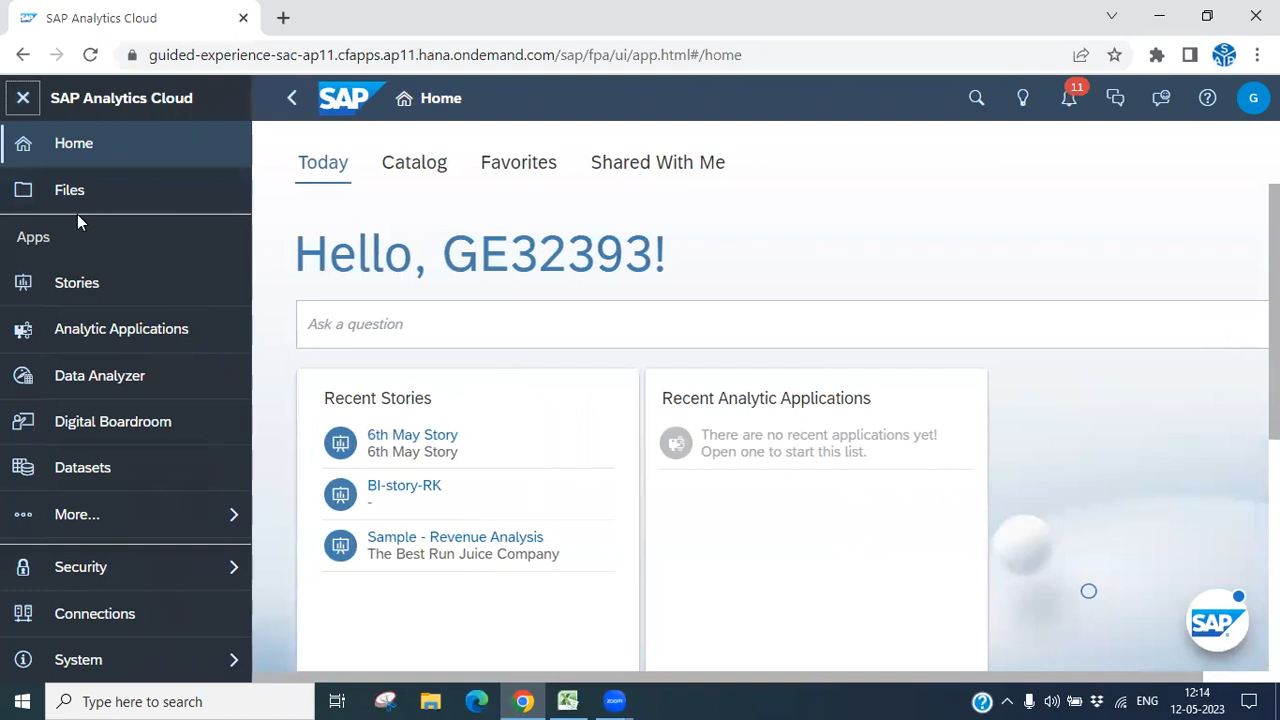 SAP Analytics Cloud
guided-experience-sac-ap11.cfapps.ap11.hana.ondemand.com/sap/fpa/ui/app.html#/home
SAP Analytics Cloud
SAP
Home
11
G
Home
Files
Apps
Stories
Analytic Applications
Data Analyzer
Digital Boardroom
Datasets
More...
Security
Connections
System
Today
Catalog
Favorites
Shared With Me
Hello, GE32393!
Ask a question
Recent Stories
6th May Story
6th May Story
BI-story-RK
-
Sample - Revenue Analysis
The Best Run Juice Company
Recent Analytic Applications
There are no recent applications yet!
Open one to start this list.
SAP
Type here to search
zoom
ENG
12:14
12-05-2023